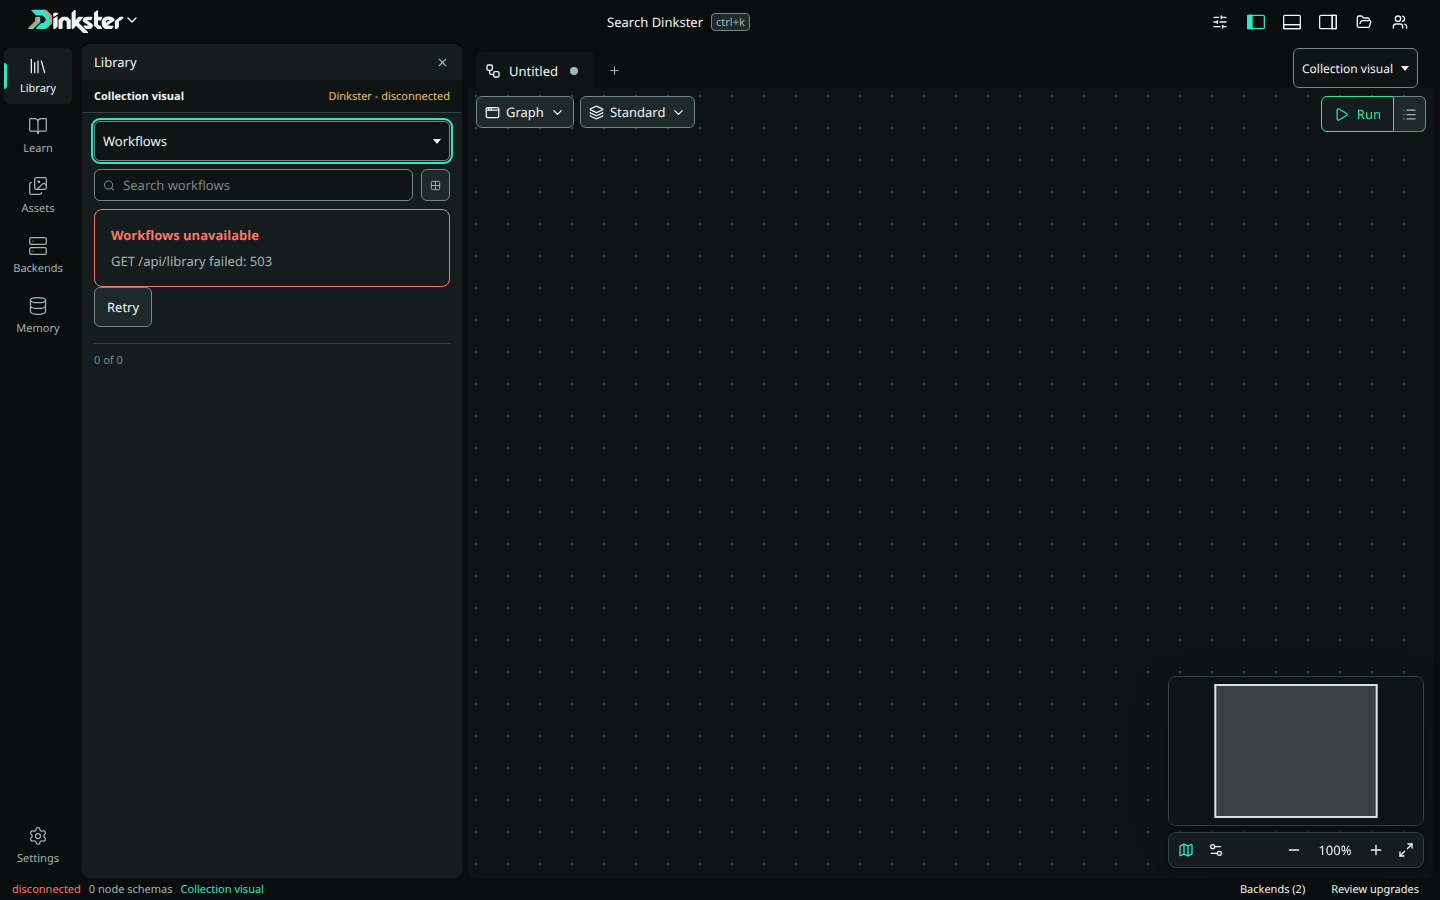 Dinkster
Search Dinkster ctrl+k
Library
Learn
Assets
Backends
Memory
Settings
Library
Collection visual Dinkster - disconnected
Workflows
Search workflows
Workflows unavailable
GET /api/library failed: 503
Retry
0 of 0
Untitled
Collection visual
Graph Standard
Run
100%
disconnected 0 node schemas Collection visual
Backends (2) Review upgrades